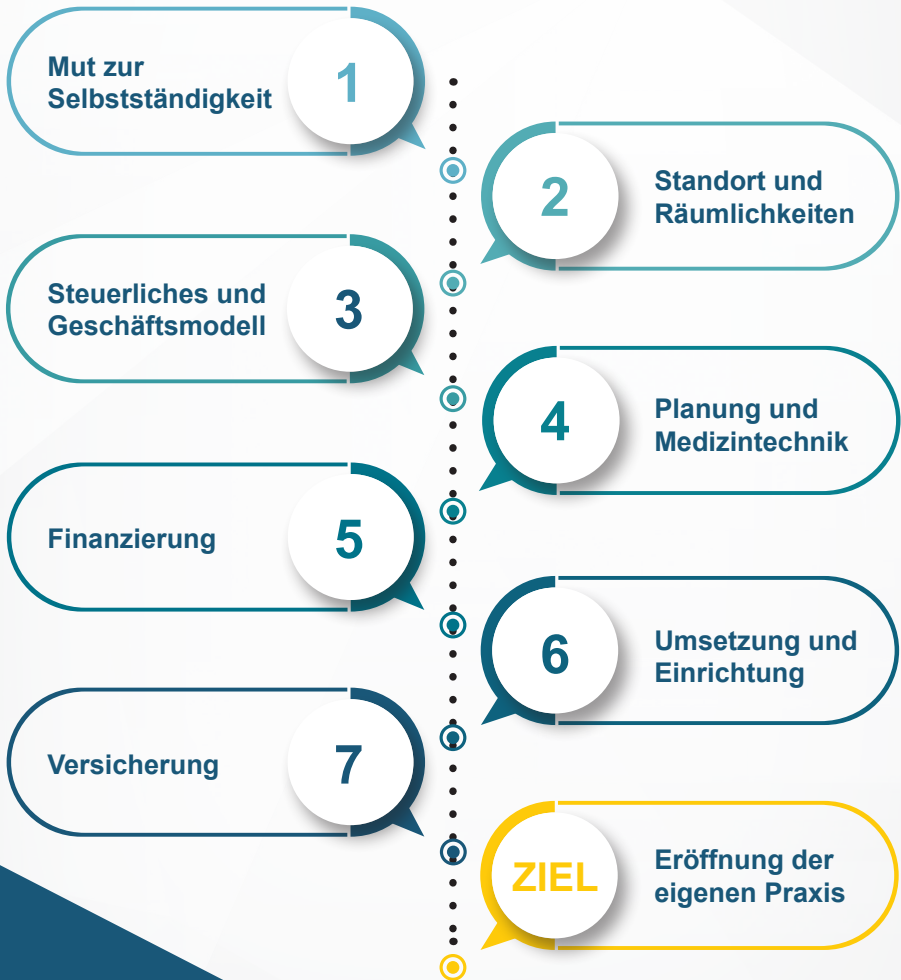 Mut zur
Selbstständigkeit
1
2
Standort und
Räumlichkeiten
Steuerliches und
Geschäftsmodell
3
4
Planung und
Medizintechnik
Finanzierung
5
6
Umsetzung und
Einrichtung
Versicherung
7
ZIEL
Eröffnung der
eigenen Praxis